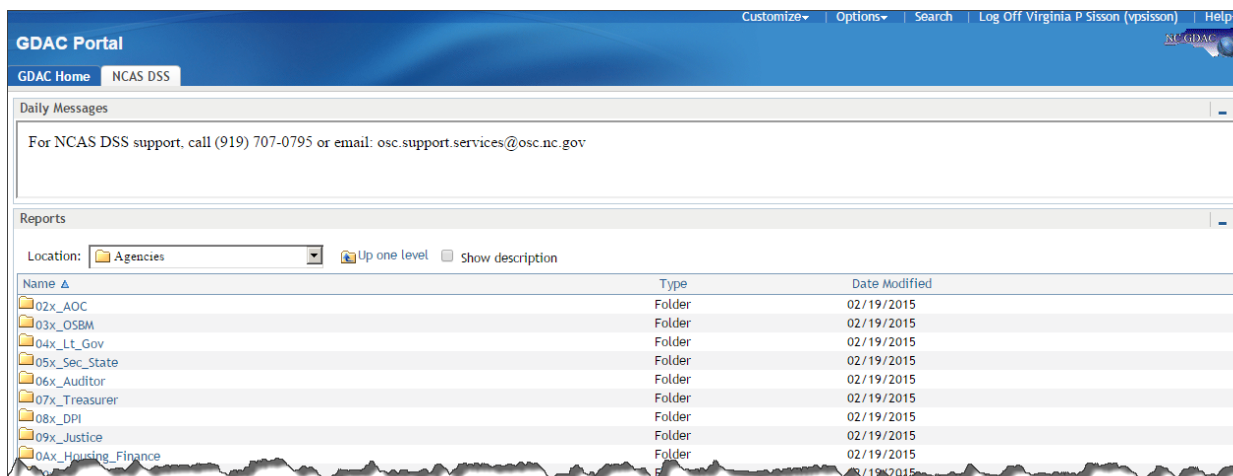 Customize | Options | Search | Log Off Virginia P Sisson (vpsisson) | Help
GDAC Portal
NC GDAC
GDAC Home NCAS DSS
Daily Messages
For NCAS DSS support, call (919) 707-0795 or email: osc.support.services@osc.nc.gov
Reports
Location: Agencies Up one level Show description
Name Type Date Modified
02x_AOC Folder 02/19/2015
03x_OSBM Folder 02/19/2015
04x_Lt_Gov Folder 02/19/2015
05x_Sec_State Folder 02/19/2015
06x_Auditor Folder 02/19/2015
07x_Treasurer Folder 02/19/2015
08x_DPI Folder 02/19/2015
09x_Justice Folder 02/19/2015
0Ax_Housing_Finance Folder 02/19/2015